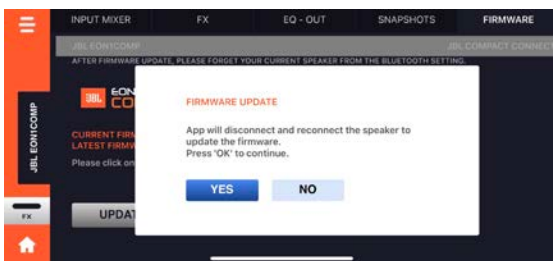 INPUT MIXER FX EQ - OUT SNAPSHOTS FIRMWARE
JBL EON1COMP JBL COMPACT CONNECT
AFTER FIRMWARE UPDATE, PLEASE FORGET YOUR CURRENT SPEAKER FROM THE BLUETOOTH SETTING.
JBL EON
CO
FIRMWARE UPDATE
CURRENT FIRM
LATEST FIRMW
Please click on
App will disconnect and reconnect the speaker to
update the firmware.
Press 'OK' to continue.
YES NO
UPDAT
JBL EON1COMP
FX